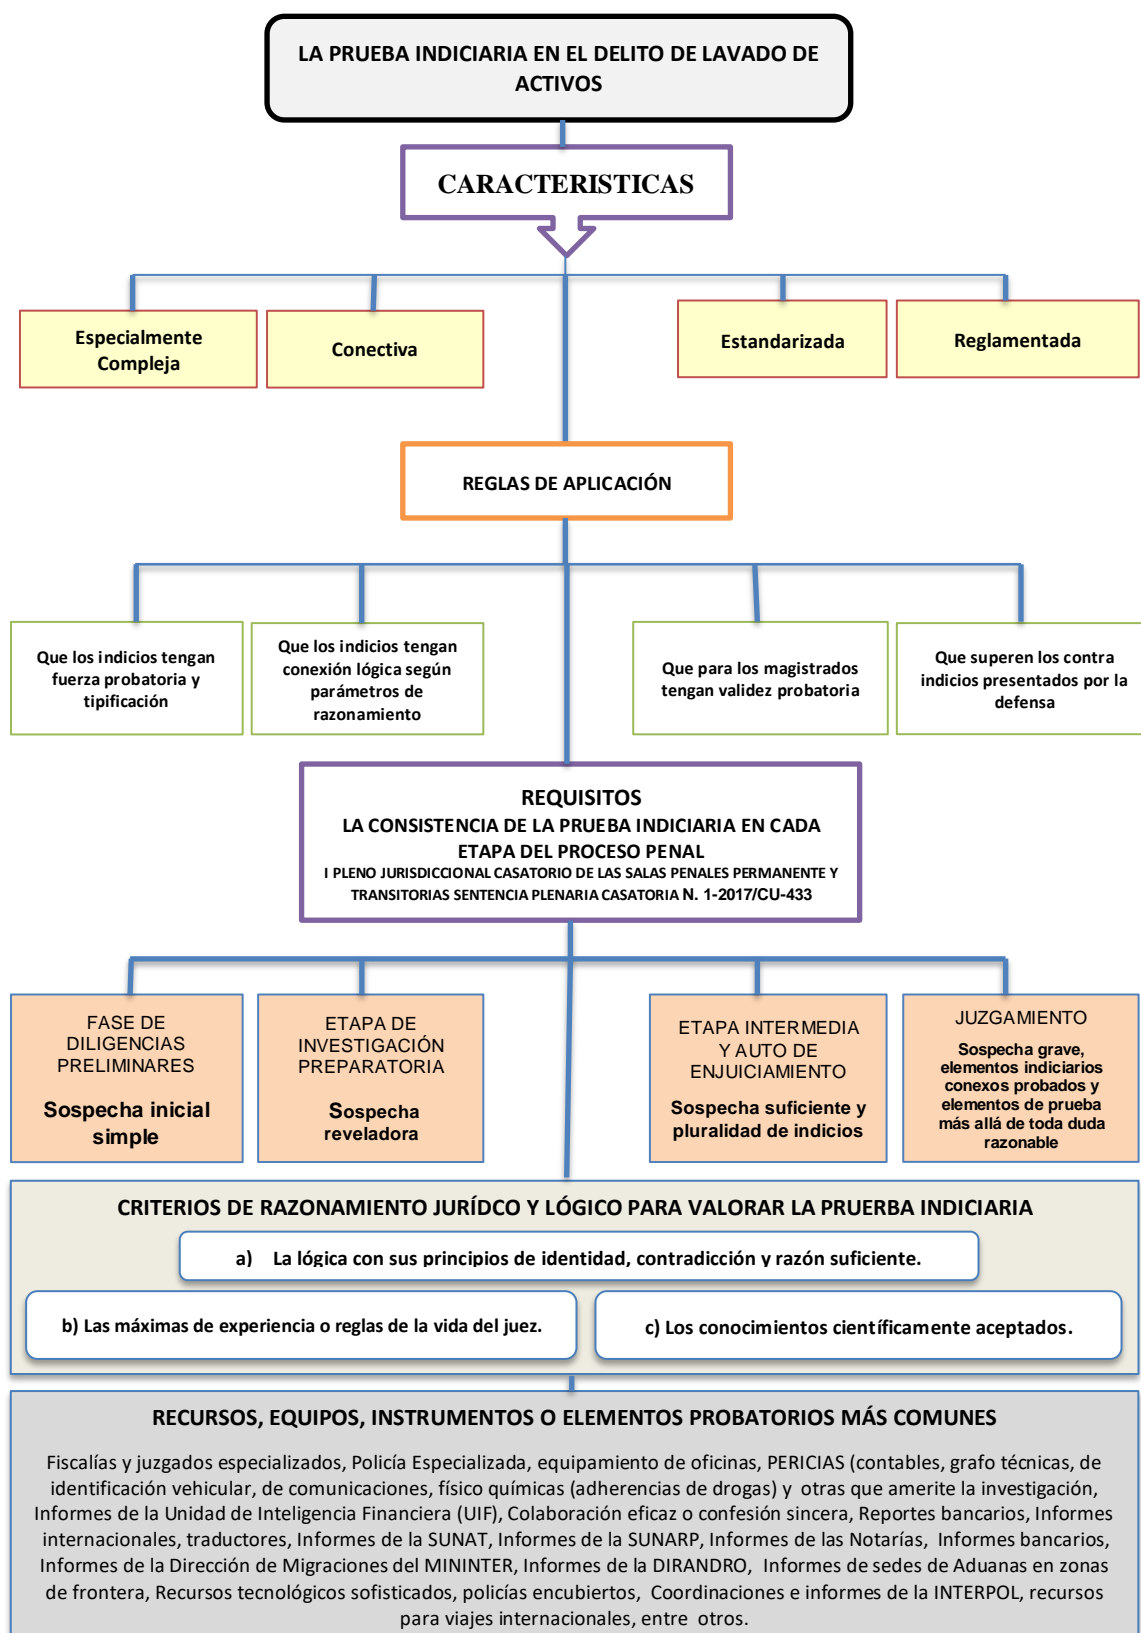 LA PRUEBA INDICIARIA EN EL DELITO DE LAVADO DE
ACTIVOS
CARACTERISTICAS
Especialmente
Compleja
Conectiva
Estandarizada
Reglamentada
REGLAS DE APLICACIÓN
Que los indicios tengan
fuerza probatoria y
tipificación
Que los indicios tengan
conexión lógica según
parámetros de
razonamiento
Que para los magistrados
tengan validez probatoria
Que superen los contra
indicios presentados por la
defensa
REQUISITOS
LA CONSISTENCIA DE LA PRUEBA INDICIARIA EN CADA
ETAPA DEL PROCESO PENAL
I PLENO JURISDICCIONAL CASATORIO DE LAS SALAS PENALES PERMANENTE Y
TRANSITORIAS SENTENCIA PLENARIA CASATORIA N. 1-2017/CU-433
FASE DE
DILIGENCIAS
PRELIMINARES
Sospecha inicial
simple
ETAPA DE
INVESTIGACIÓN
PREPARATORIA
Sospecha
reveladora
ETAPA INTERMEDIA
Y AUTO DE
ENJUICIAMIENTO
Sospecha suficiente y
pluralidad de indicios
JUZGAMIENTO
Sospecha grave,
elementos indiciarios
conexos probados y
elementos de prueba
más allá de toda duda
razonable
CRITERIOS DE RAZONAMIENTO JURÍDCO Y LÓGICO PARA VALORAR LA PRUERBA INDICIARIA
a) La lógica con sus principios de identidad, contradicción y razón suficiente.
b) Las máximas de experiencia o reglas de la vida del juez.
c) Los conocimientos científicamente aceptados.
RECURSOS, EQUIPOS, INSTRUMENTOS O ELEMENTOS PROBATORIOS MÁS COMUNES
Fiscalías y juzgados especializados, Policía Especializada, equipamiento de oficinas, PERICIAS (contables, grafo técnicas, de
identificación vehicular, de comunicaciones, físico químicas (adherencias de drogas) y otras que amerite la investigación,
Informes de la Unidad de Inteligencia Financiera (UIF), Colaboración eficaz o confesión sincera, Reportes bancarios, Informes
internacionales, traductores, Informes de la SUNAT, Informes de la SUNARP, Informes de las Notarías, Informes bancarios,
Informes de la Dirección de Migraciones del MININTER, Informes de la DIRANDRO, Informes de sedes de Aduanas en zonas
de frontera, Recursos tecnológicos sofisticados, policías encubiertos, Coordinaciones e informes de la INTERPOL, recursos
para viajes internacionales, entre otros.